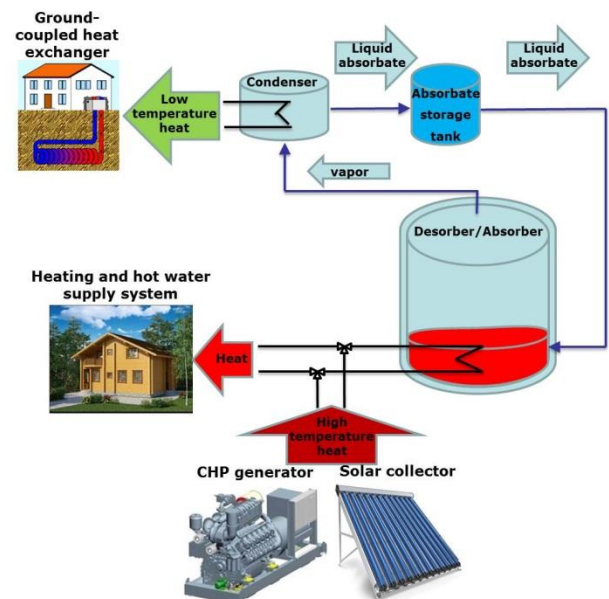 Ground-
coupled heat
exchanger
Liquid
absorbate
Liquid
absorbate
Condenser
Low
temperature
heat
Absorbate
storage
tank
vapor
Desorber/Absorber
Heating and hot water
supply system
Heat
High
temperature
heat
CHP generator
Solar collector